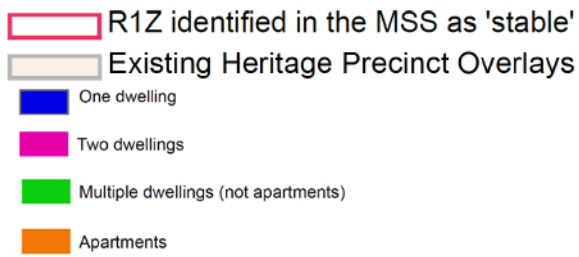 R1Z identified in the MSS as 'stable'
Existing Heritage Precinct Overlays
One dwelling
Two dwellings
Multiple dwellings (not apartments)
Apartments